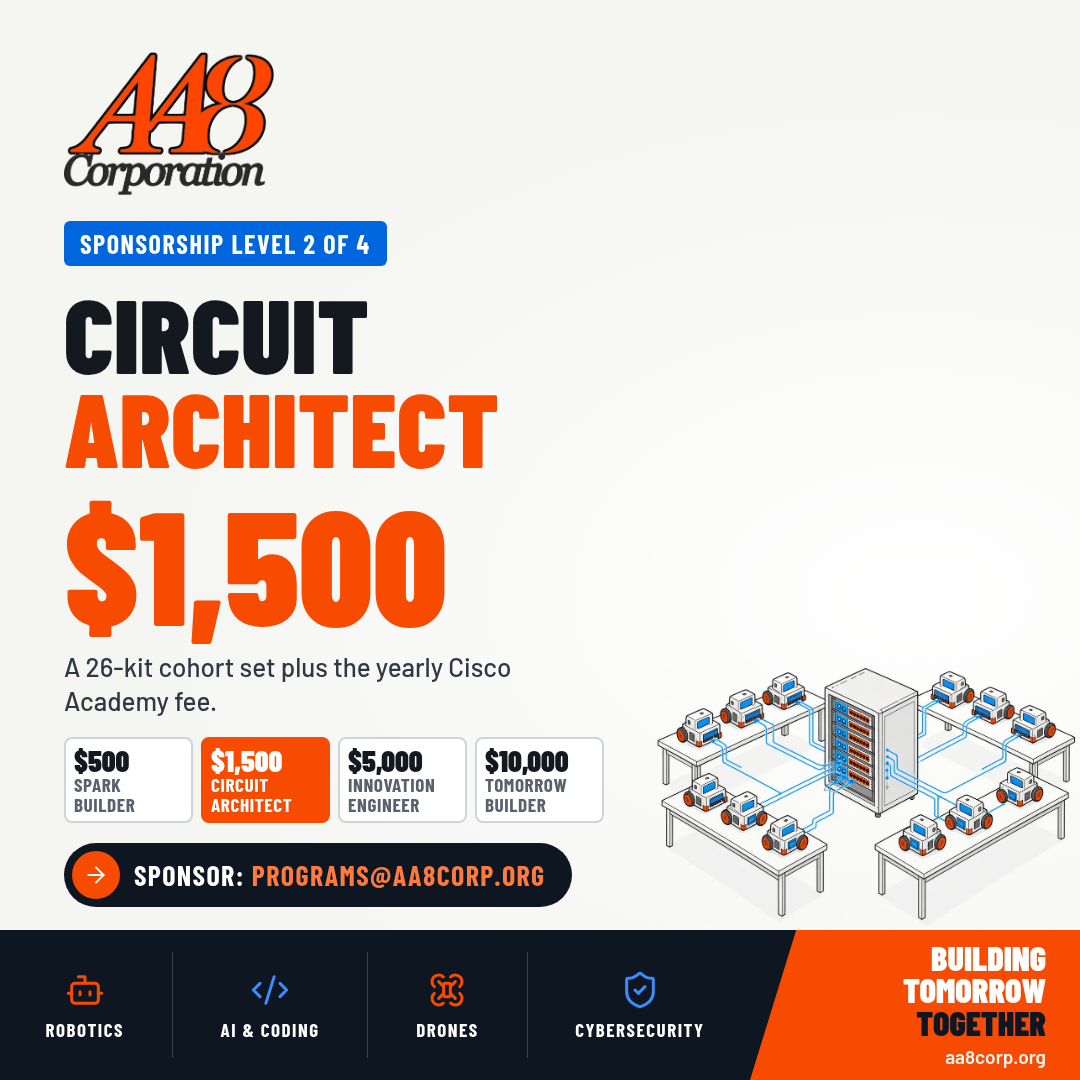 AA8
Corporation
SPONSORSHIP LEVEL 2 OF 4
CIRCUIT
ARCHITECT
$1,500
A 26-kit cohort set plus the yearly Cisco
Academy fee.
$500
SPARK
BUILDER
$1,500
CIRCUIT
ARCHITECT
$5,000
INNOVATION
ENGINEER
$10,000
TOMORROW
BUILDER
SPONSOR: PROGRAMS@AA8CORP.ORG
ROBOTICS
AI & CODING
DRONES
CYBERSECURITY
BUILDING
TOMORROW
TOGETHER
aa8corp.org